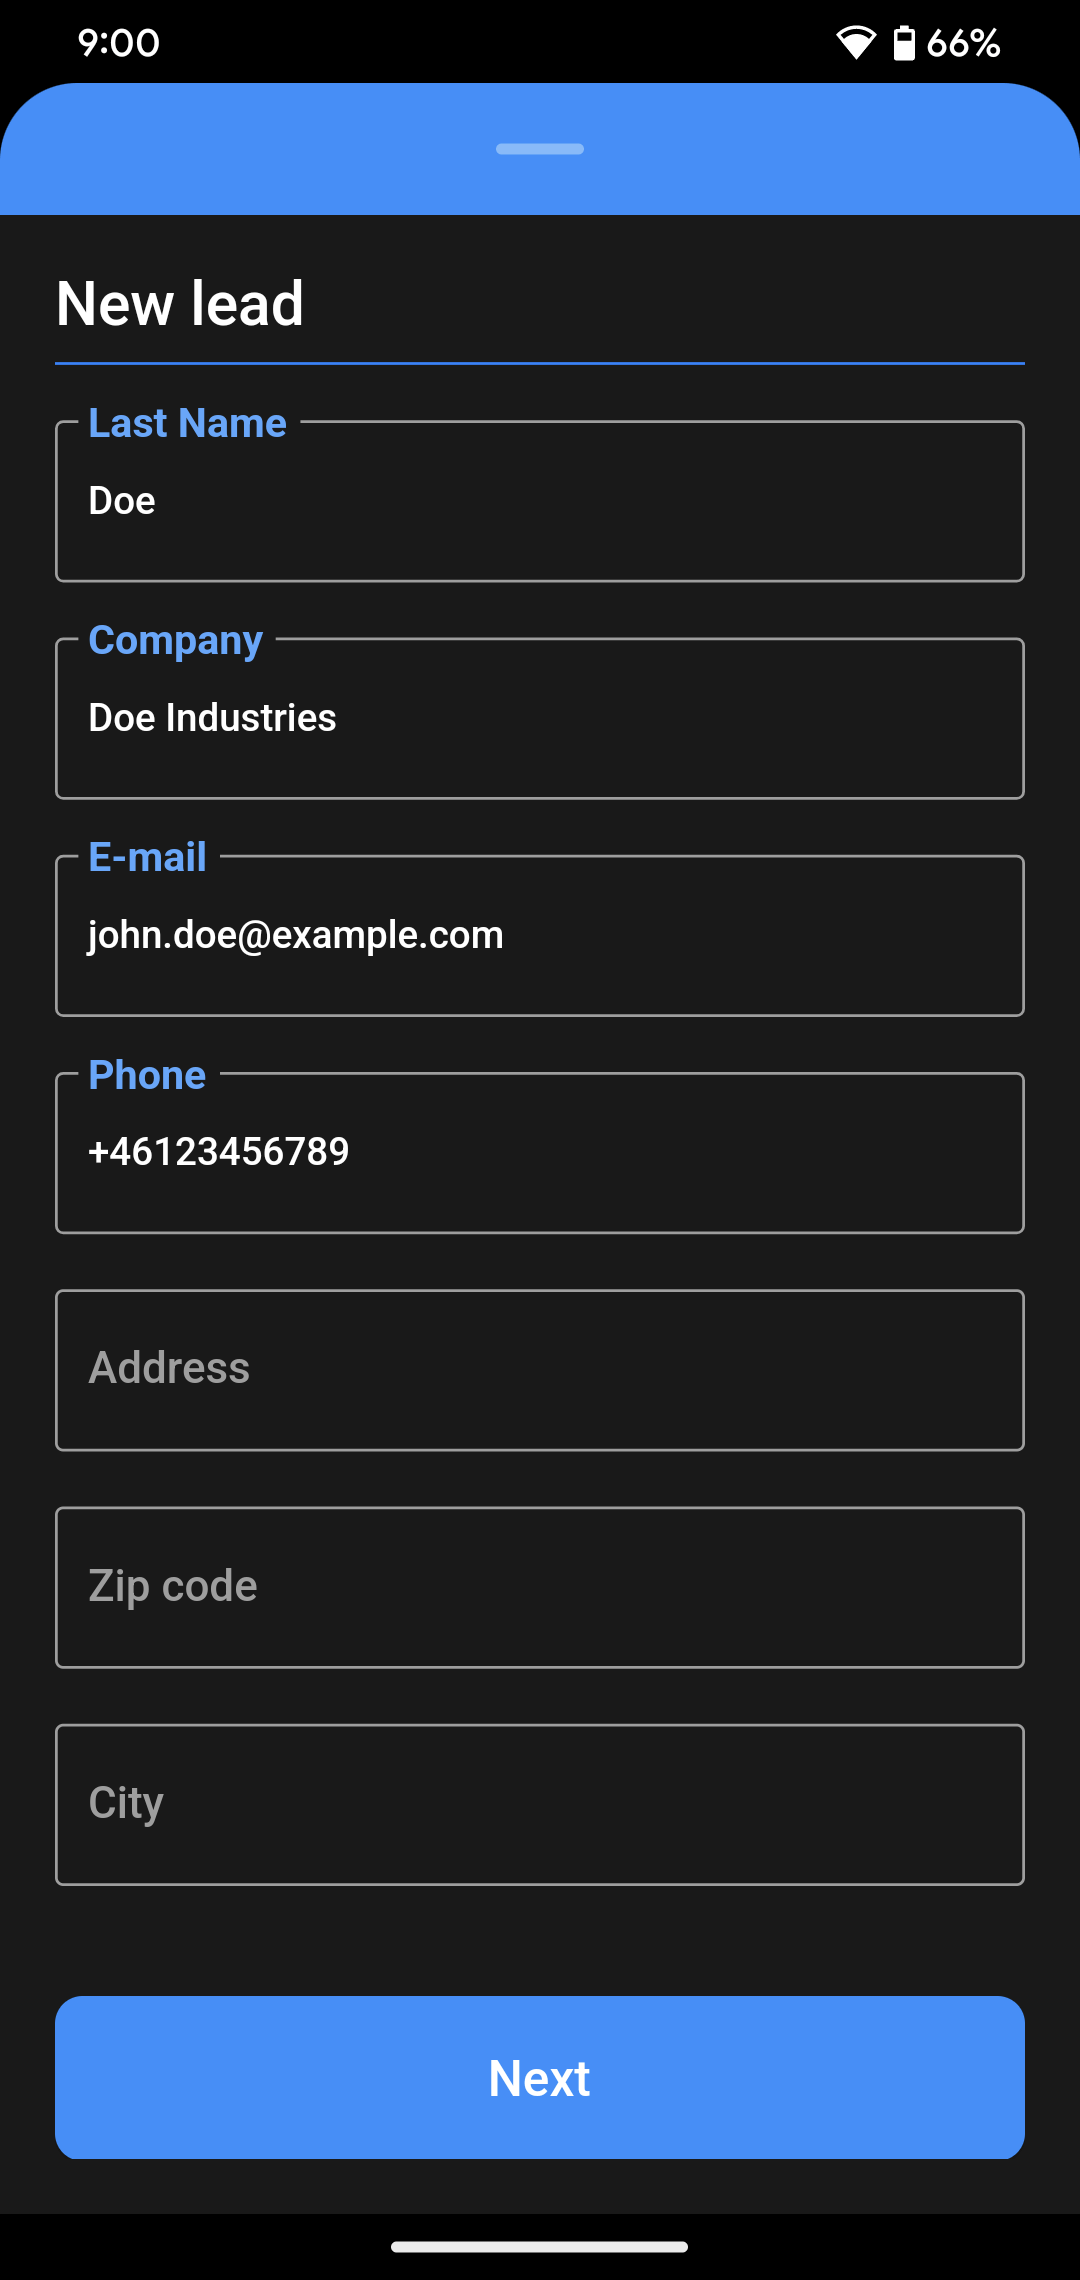 9:00
66%
New lead
Last Name
Doe
Company
Doe Industries
E-mail
john.doe@example.com
Phone
+46123456789
Address
Zip code
City
Next